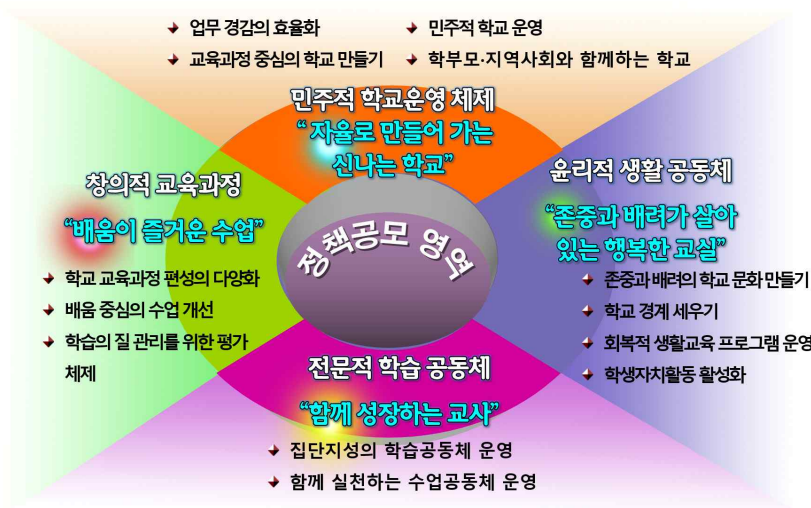 업무 경감의 효율화
민주적 학교 운영
교육과정 중심의 학교 만들기
학부모·지역사회와 함께하는 학교
민주적 학교운영 체제
“ 자율로 만들어 가는
신나는 학교”
창의적 교육과정
“배움이 즐거운 수업”
학교 교육과정 편성의 다양화
배움 중심의 수업 개선
학습의 질 관리를 위한 평가
체제
정책공모 영역
윤리적 생활 공동체
“존중과 배려가 살아
있는 행복한 교실”
존중과 배려의 학교 문화 만들기
학교 경계 세우기
회복적 생활교육 프로그램 운영
학생자치활동 활성화
전문적 학습 공동체
“함께 성장하는 교사”
집단지성의 학습공동체 운영
함께 실천하는 수업공동체 운영